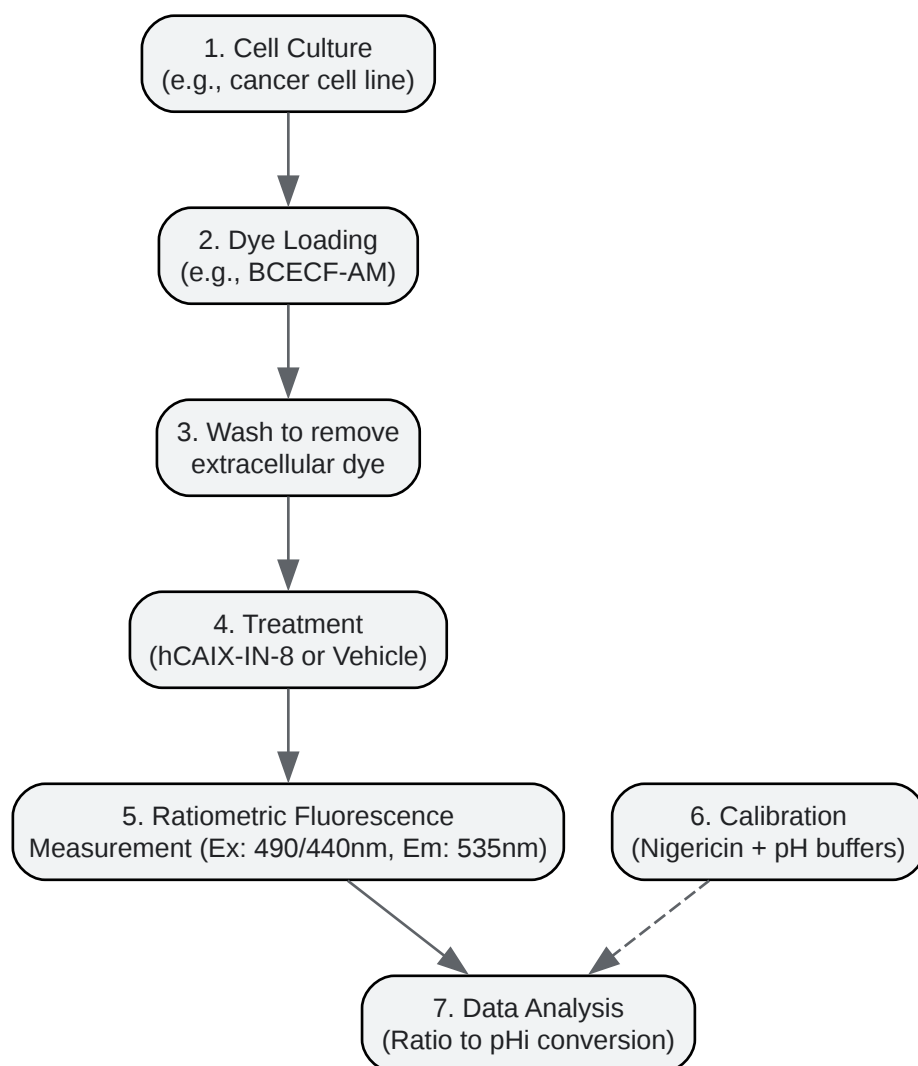 1. Cell Culture
(e.g., cancer cell line)
2. Dye Loading
(e.g., BCECF-AM)
3. Wash to remove
extracellular dye
4. Treatment
(hCAIX-IN-8 or Vehicle)
5. Ratiometric Fluorescence
Measurement (Ex: 490/440nm, Em: 535nm)
6. Calibration
(Nigericin + pH buffers)
7. Data Analysis
(Ratio to pHi conversion)